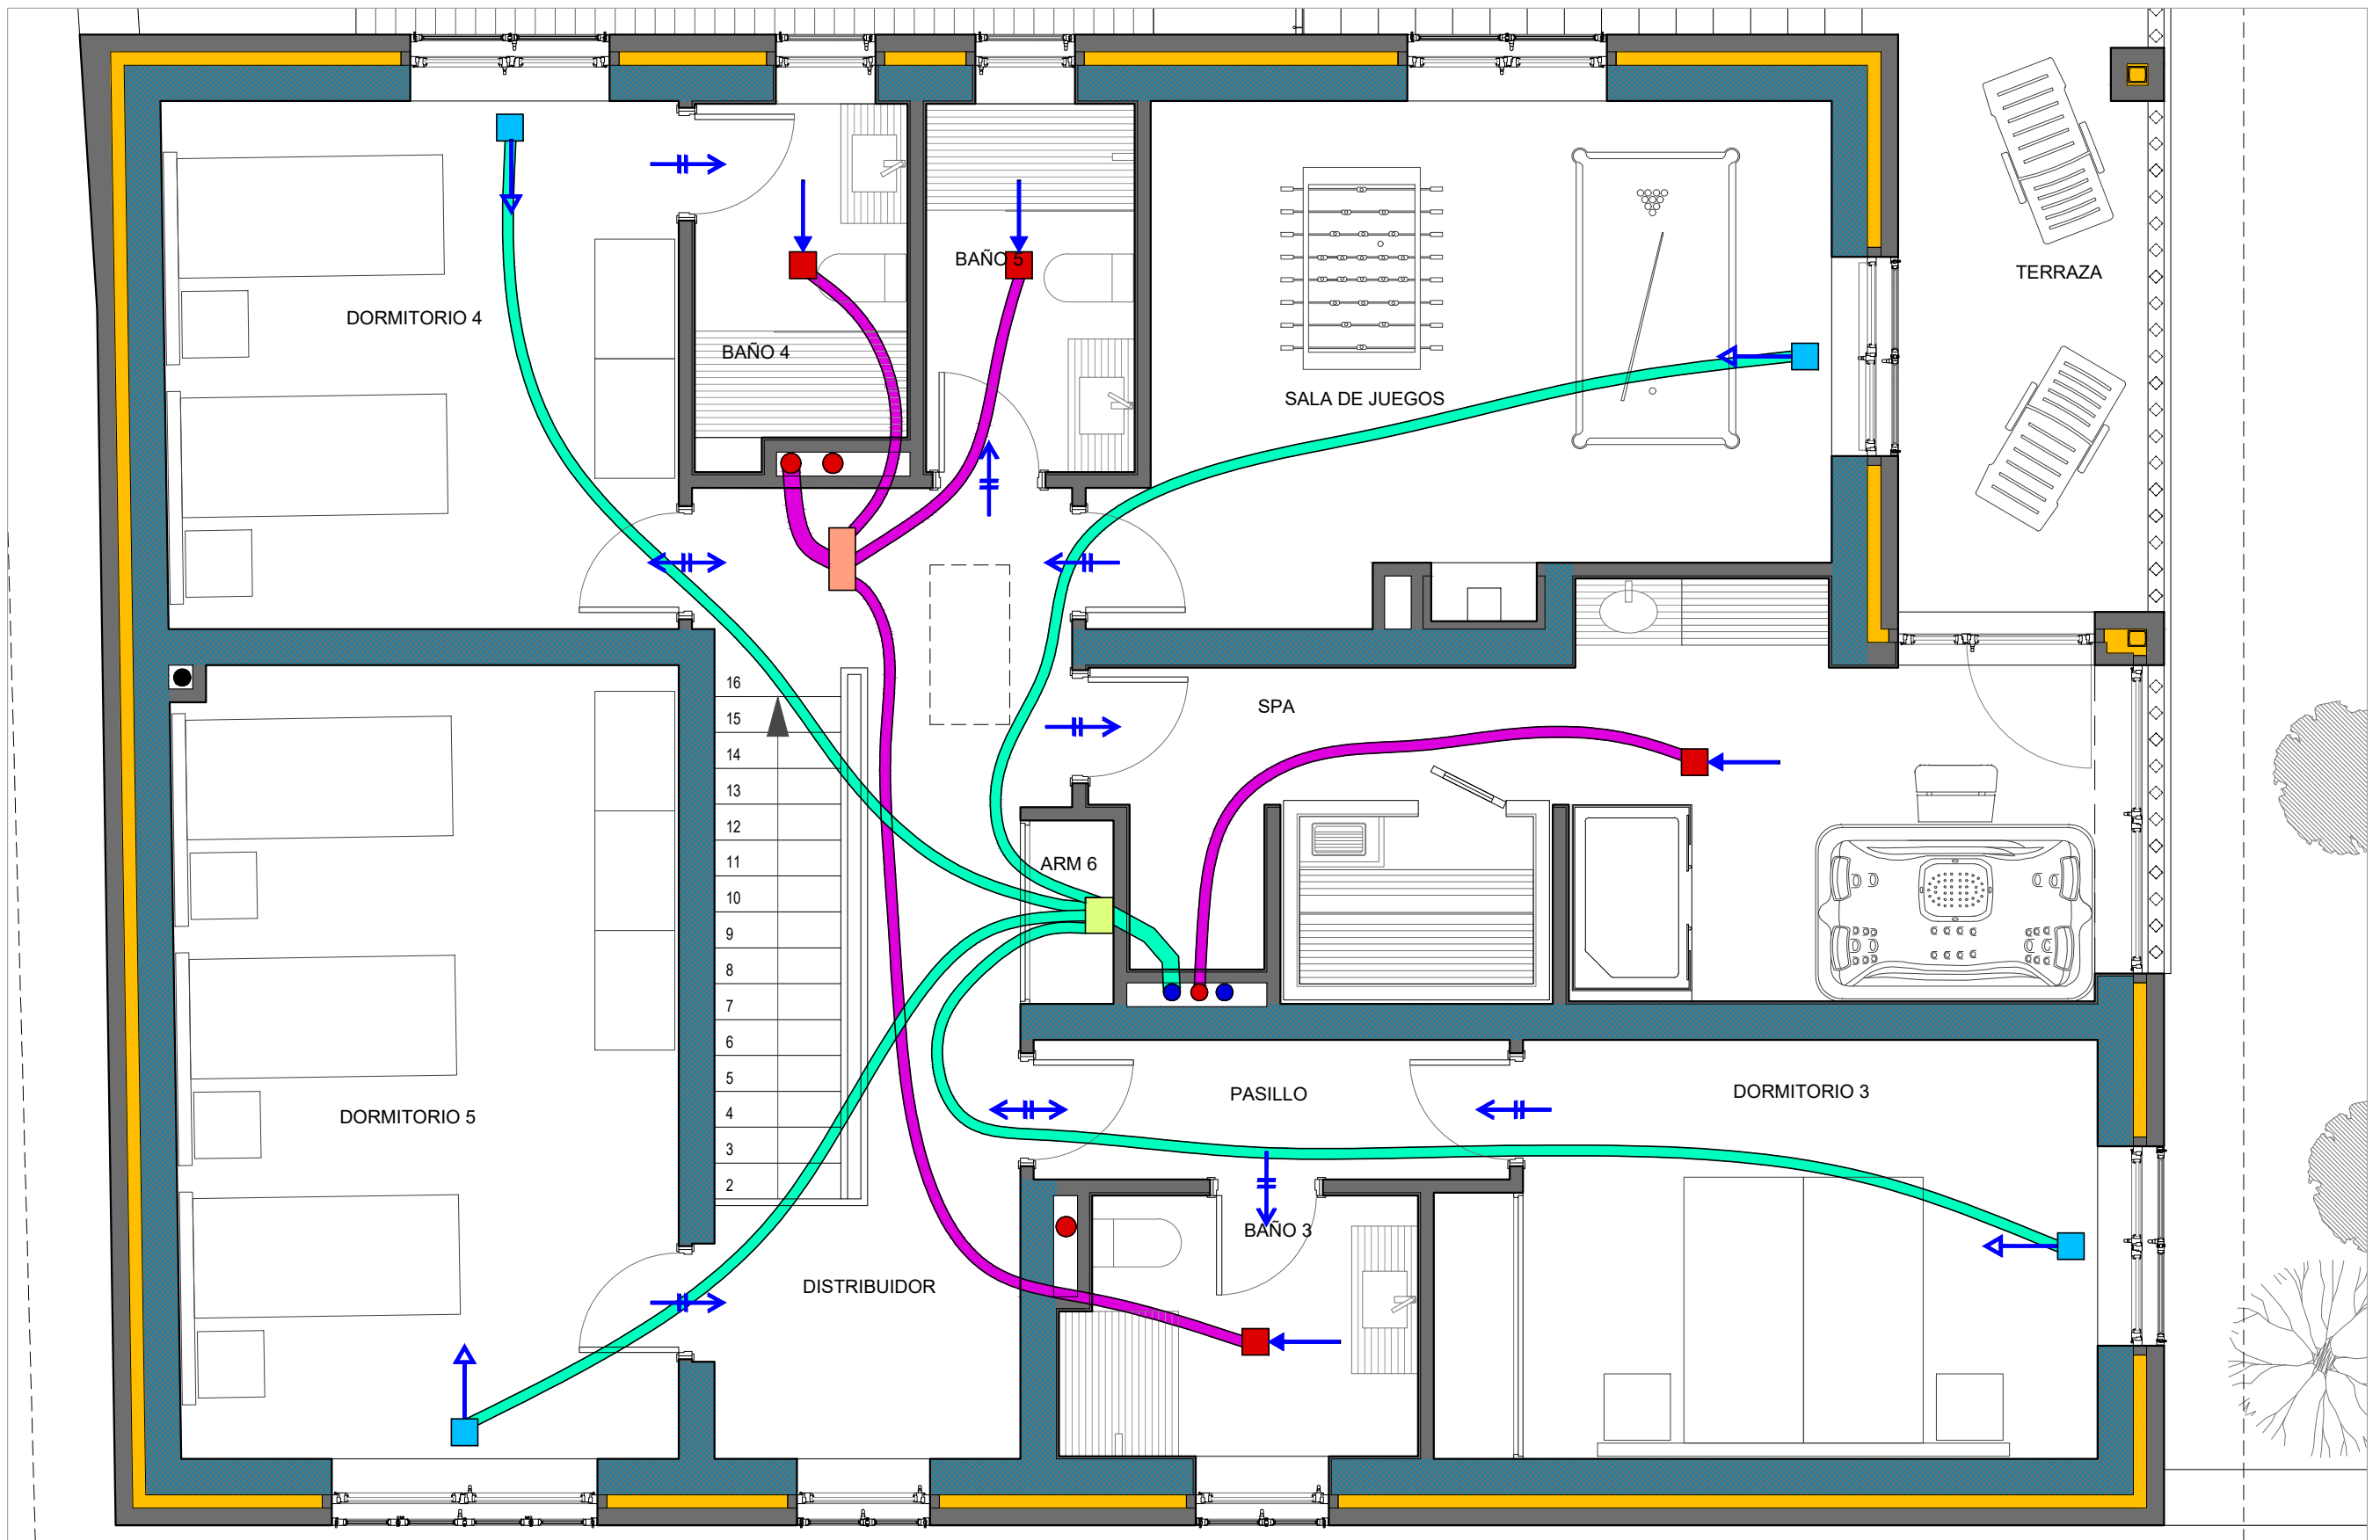 DORMITORIO 4
BAÑO 4
BAÑO 5
SALA DE JUEGOS
TERRAZA
16
15
14
13
12
11
10
9
8
7
6
5
4
3
2
SPA
ARM 6
DORMITORIO 5
PASILLO
DORMITORIO 3
BAÑO 3
DISTRIBUIDOR